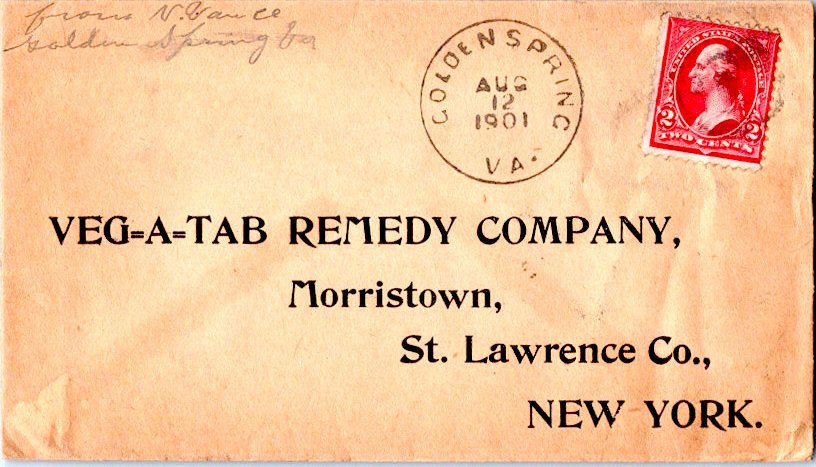 from N. Vance
Golden Spring Va
GOLDEN SPRING
AUG
12
1901
VA.
UNITED STATES POSTAGE
2 2
TWO CENTS
VEG=A=TAB REMEDY COMPANY,
Morristown,
St. Lawrence Co.,
NEW YORK.